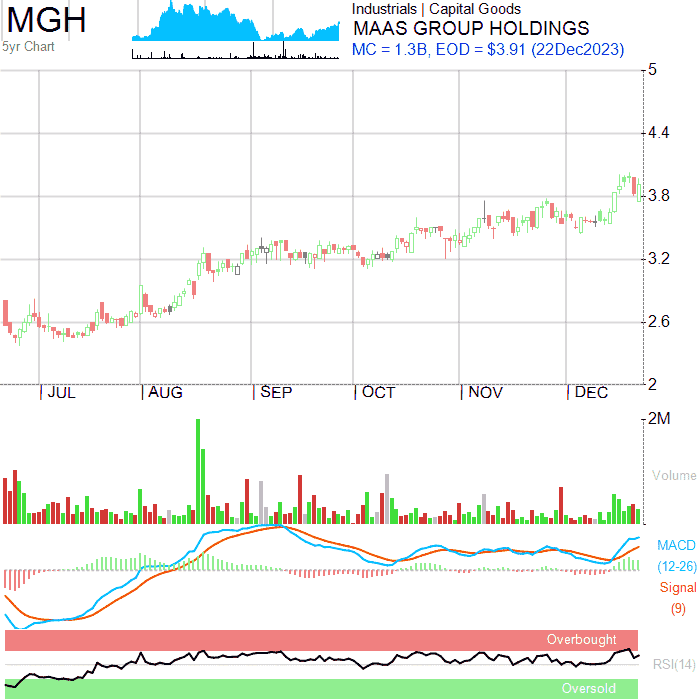 MGH
5yr Chart
Industrials | Capital Goods
MAAS GROUP HOLDINGS
MC = 1.3B, EOD = $3.91 (22Dec2023)
5
4.4
3.8
3.2
2.6
2
JUL AUG SEP OCT NOV DEC
2M
Volume
MACD
(12-26)
Signal
(9)
Overbought
RSI(14)
Oversold